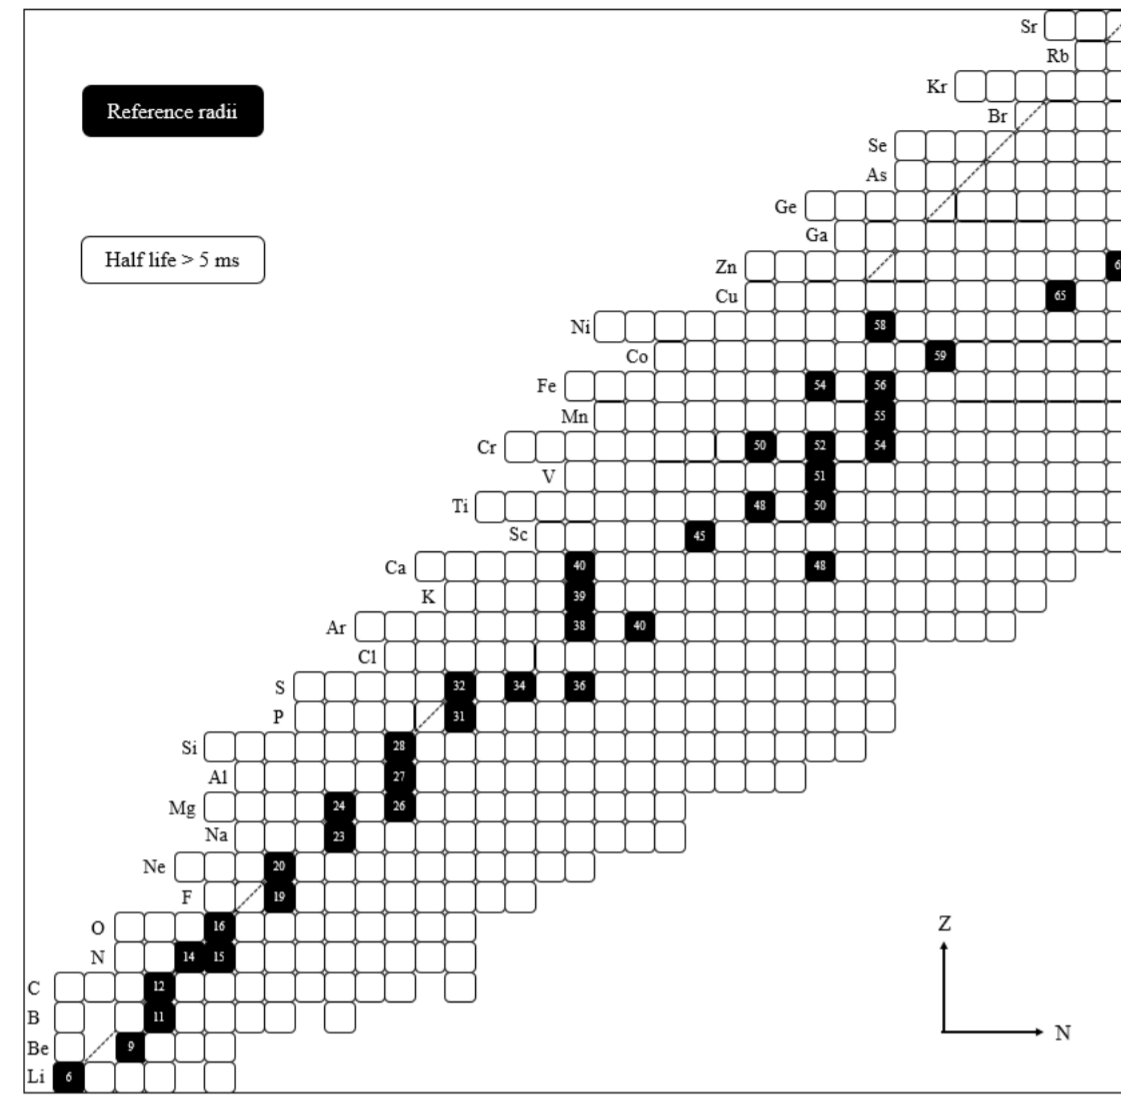 Sr
Rb
Reference radii
Kr
Br
Se
As
Ge
Ga
Half life > 5 ms
Zn 6
Cu 65
Ni 58
Co 59
Fe 54 56
Mn 55
Cr 50 52 54
V 51
Ti 48 50
Sc 45
Ca 40 48
K 39
Ar 38 40
Cl
S 32 34 36
P 31
Si 28
Al 27
Mg 24 26
Na 23
Ne 20
F 19
O 16
Z
N 14 15
C 12
B 11
N
Be 9
Li 6